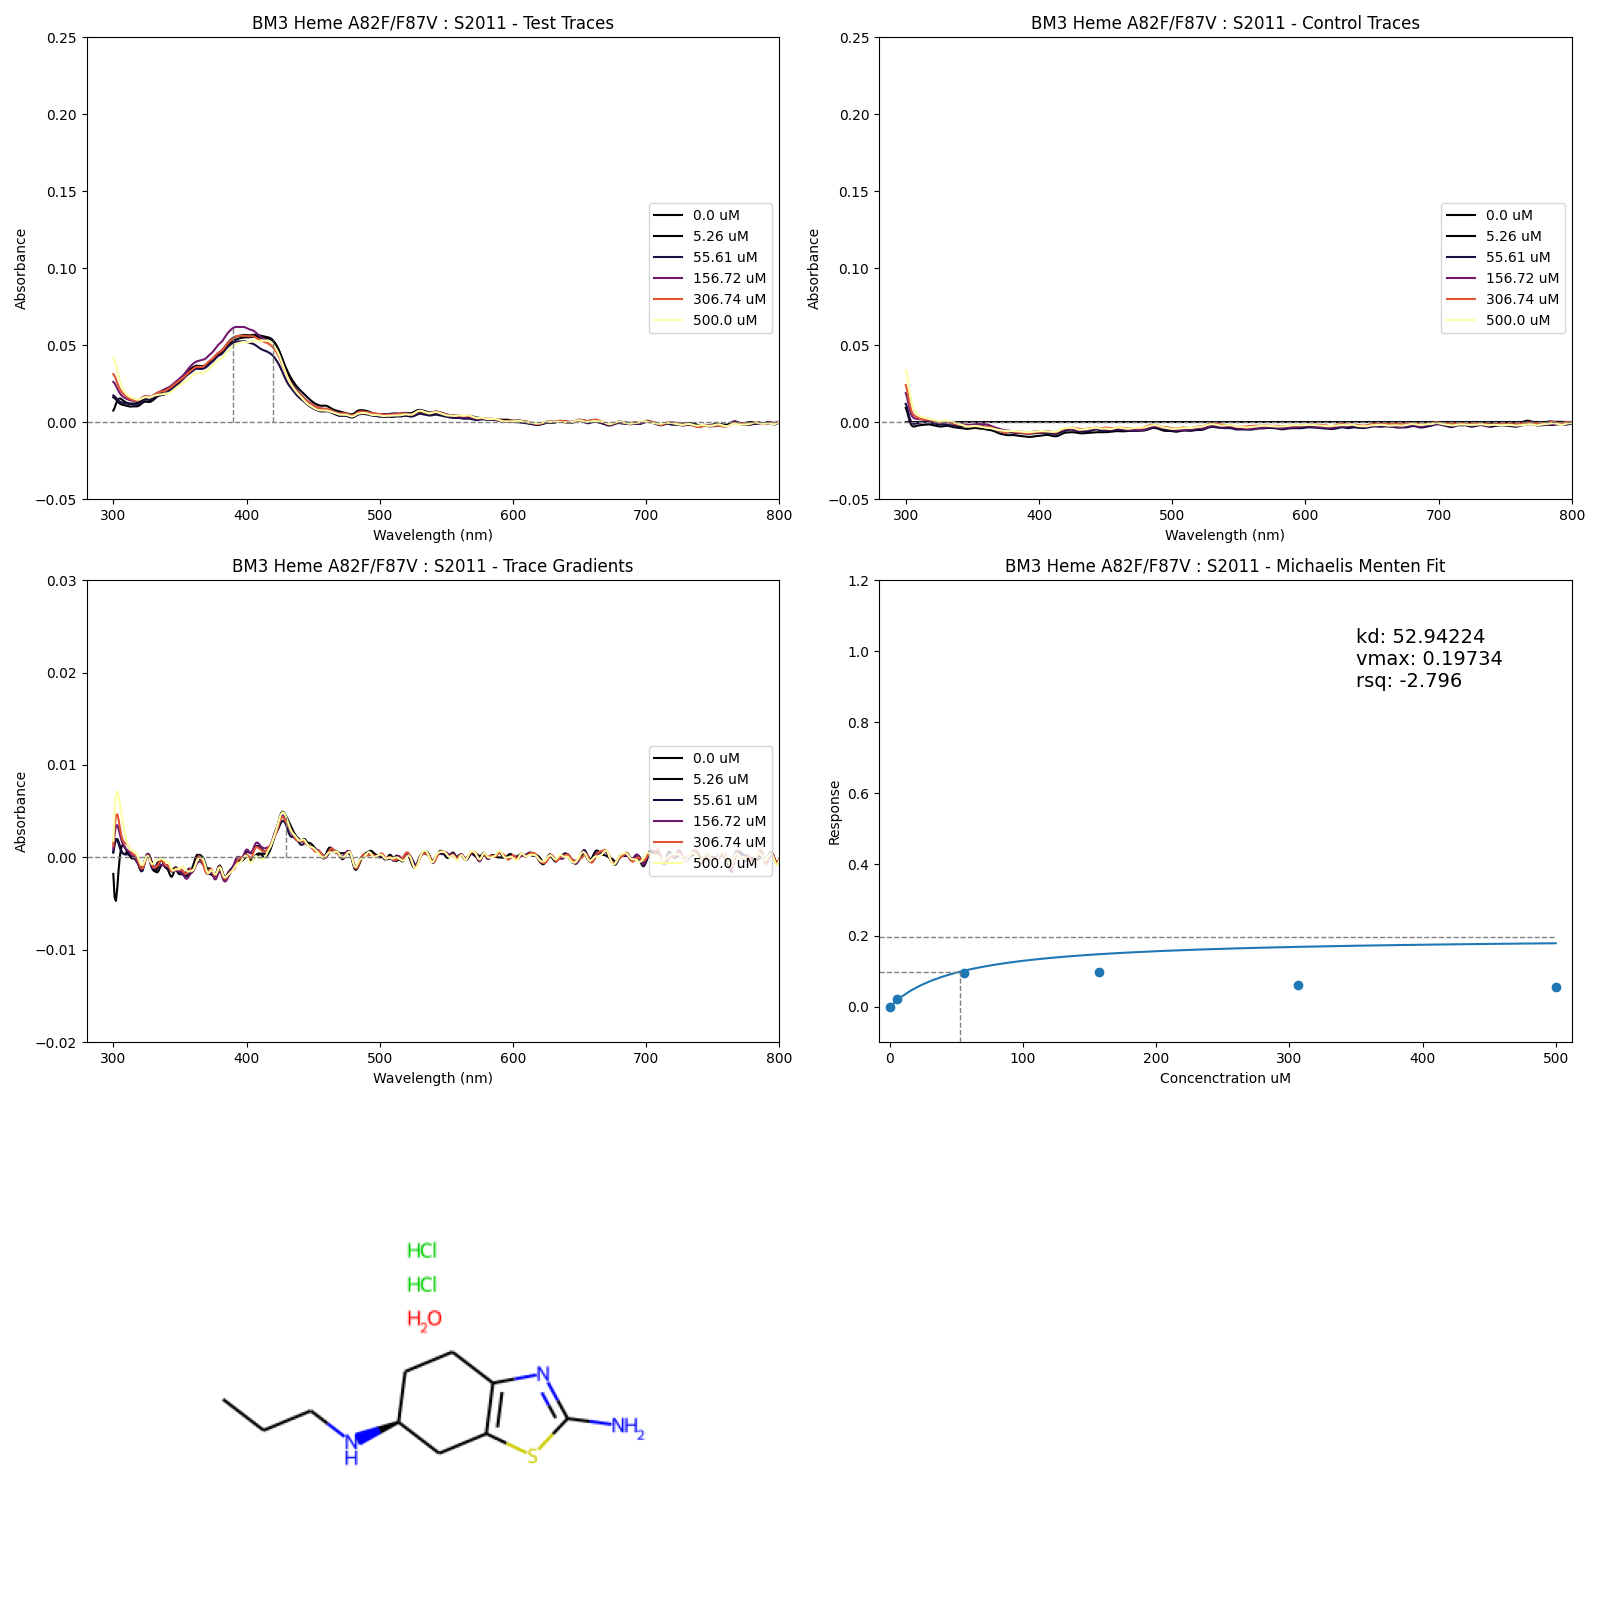 BM3 Heme A82F/F87V : S2011 - Test Traces
0.25
0.20
0.15
0.10
0.05
0.00
−0.05
Absorbance
300
400
500
600
700
800
Wavelength (nm)
0.0 uM
5.26 uM
55.61 uM
156.72 uM
306.74 uM
500.0 uM
BM3 Heme A82F/F87V : S2011 - Control Traces
0.25
0.20
0.15
0.10
0.05
0.00
−0.05
Absorbance
300
400
500
600
700
800
Wavelength (nm)
0.0 uM
5.26 uM
55.61 uM
156.72 uM
306.74 uM
500.0 uM
BM3 Heme A82F/F87V : S2011 - Trace Gradients
0.03
0.02
0.01
0.00
−0.01
−0.02
Absorbance
300
400
500
600
700
800
Wavelength (nm)
0.0 uM
5.26 uM
55.61 uM
156.72 uM
306.74 uM
500.0 uM
BM3 Heme A82F/F87V : S2011 - Michaelis Menten Fit
1.2
1.0
0.8
0.6
0.4
0.2
0.0
Response
kd: 52.94224
vmax: 0.19734
rsq: -2.796
0
100
200
300
400
500
Concenctration uM
HCl
HCl
H2O
N
NH2
S
N
H